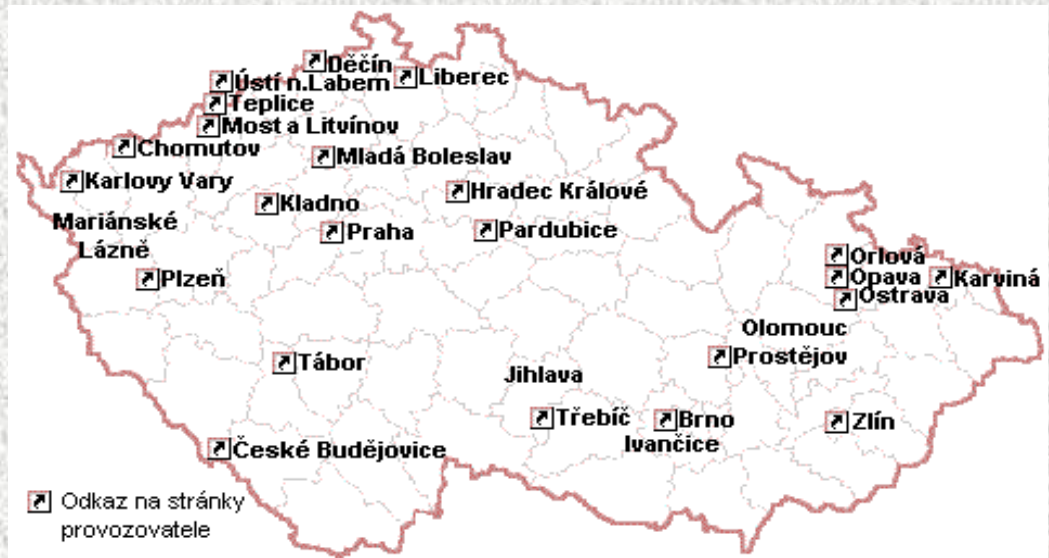 Děčín
Ústí n.Labem
Liberec
Teplice
Most a Litvínov
Chomutov
Mladá Boleslav
Karlovy Vary
Hradec Králové
Kladno
Mariánské
Lázně
Praha
Pardubice
Orlová
Plzeň
Opava
Karviná
Ostrava
Olomouc
Prostějov
Tábor
Jihlava
Třebíč
Brno
Zlín
Ivančice
České Budějovice
Odkaz na stránky
provozovatele